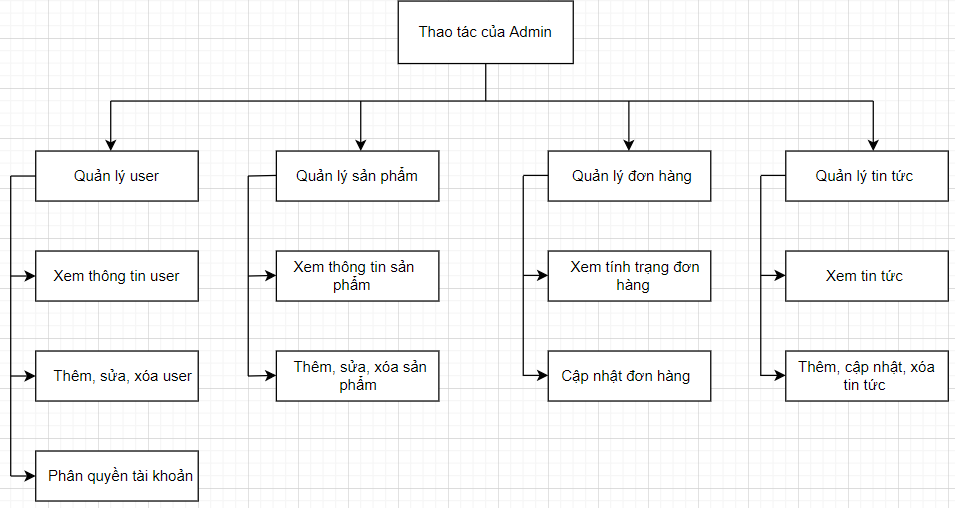 Thao tác của Admin
Quản lý user
Quản lý sản phẩm
Quản lý đơn hàng
Quản lý tin tức
Xem thông tin user
Xem thông tin sản
phẩm
Xem tính trạng đơn
hàng
Xem tin tức
Thêm, sửa, xóa user
Thêm, sửa, xóa sản
phẩm
Cập nhật đơn hàng
Thêm, cập nhật, xóa
tin tức
Phân quyền tài khoản